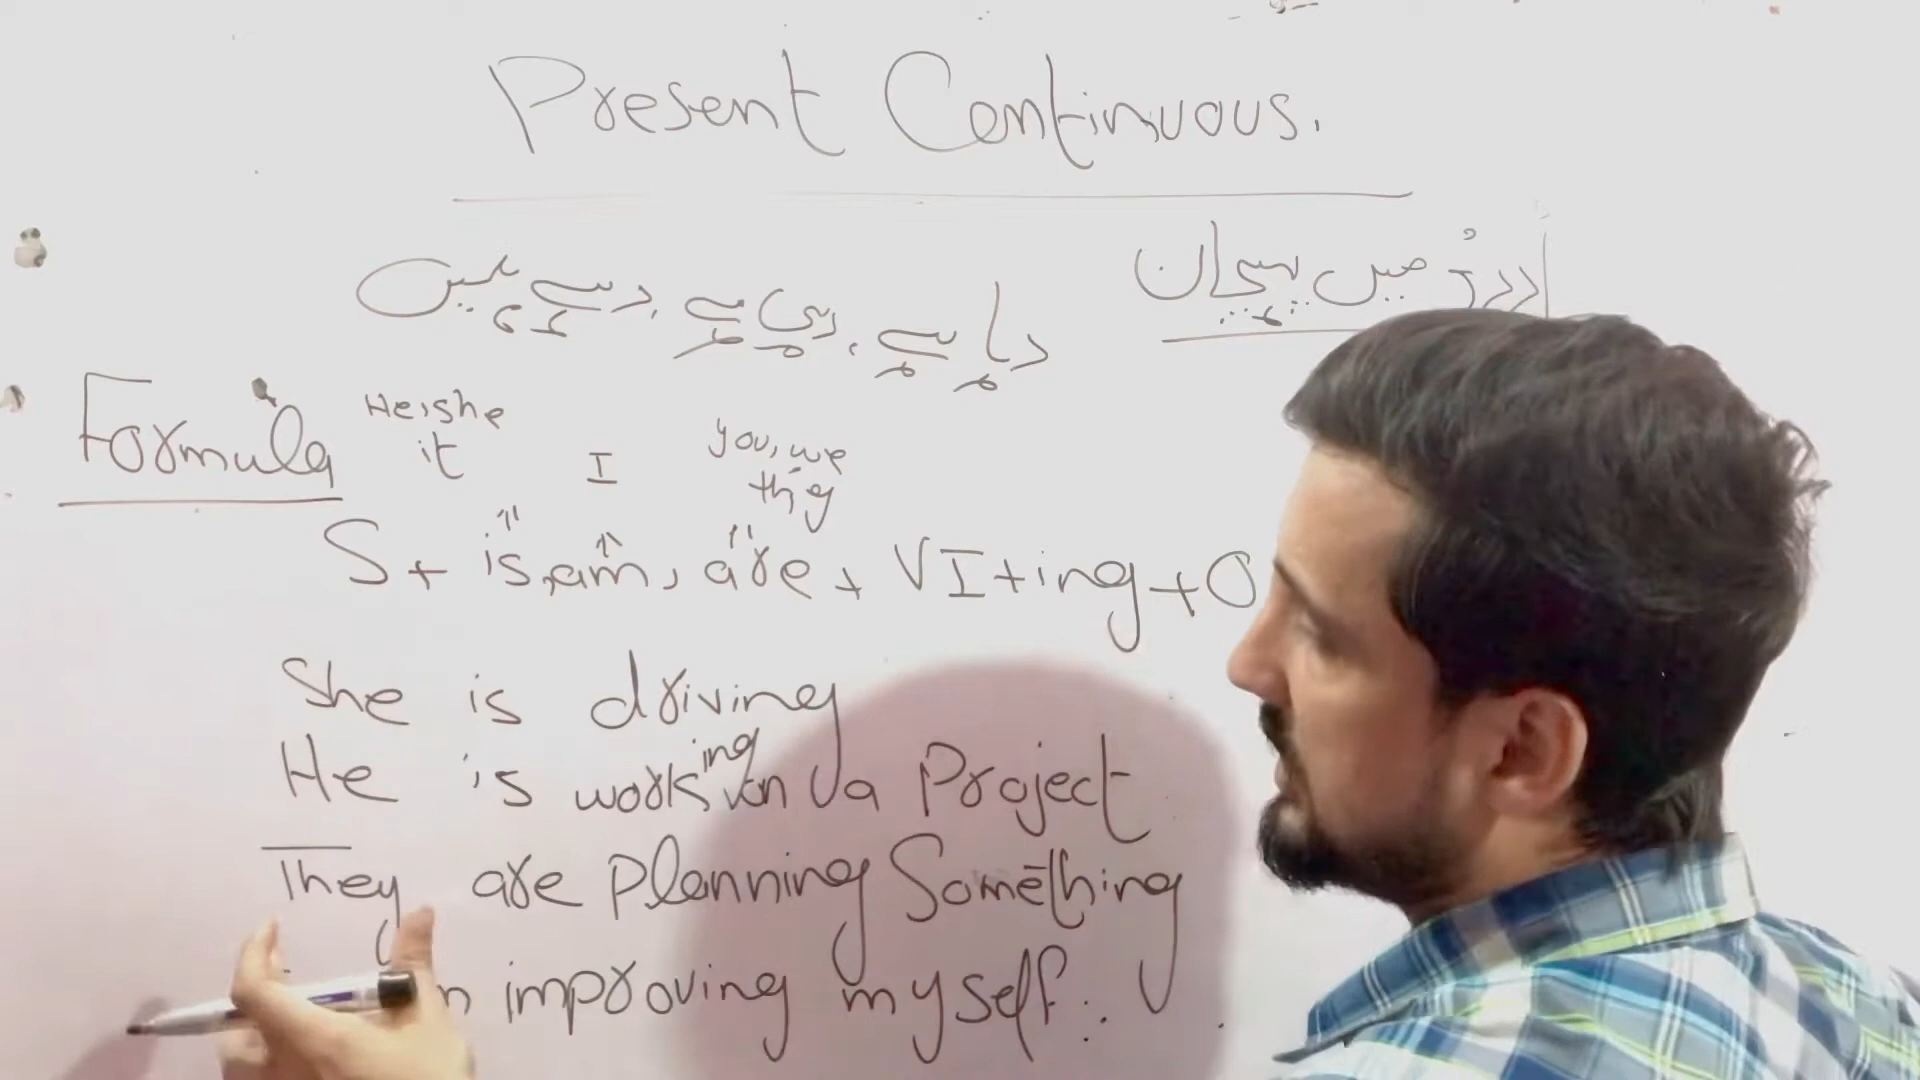 Present Continuous.
اردو میں پہچان
رہا ہے، رہی ہے، رہے ہیں
Formula
He, she it
I
you, we they
S + is, am, are + VI + ing + O
She is driving
He is working on a Project
They are Planning Something
improving myself.